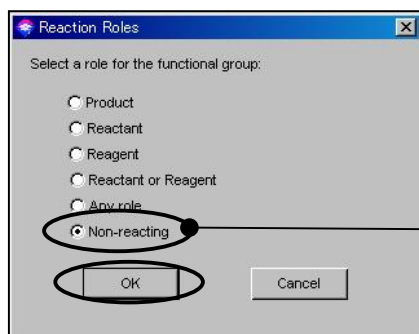 Reaction Roles
Select a role for the functional group:
Product
Reactant
Reagent
Reactant or Reagent
Any role
Non-reacting
OK
Cancel